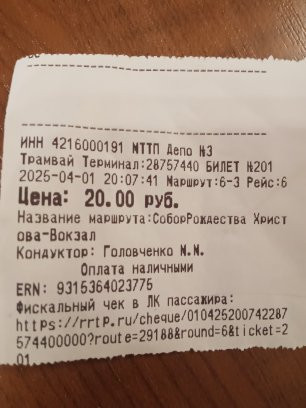 ИНН 4216000191 МТТП Депо №3
Трамвай Терминал:28757440 БИЛЕТ №201
2025-04-01 20:07:41 Маршрут:6-3 Рейс:6
Цена: 20.00 руб.
Название маршрута:СоборРождества Христ
ова-Вокзал
Кондуктор: Головченко N.N.
Оплата наличными
ERN: 9315364023775
Фискальный чек в ЛК пассажира:
https://rrtp.ru/cheque/010425200742287
574400000?route=29188&round=6&ticket=2
01